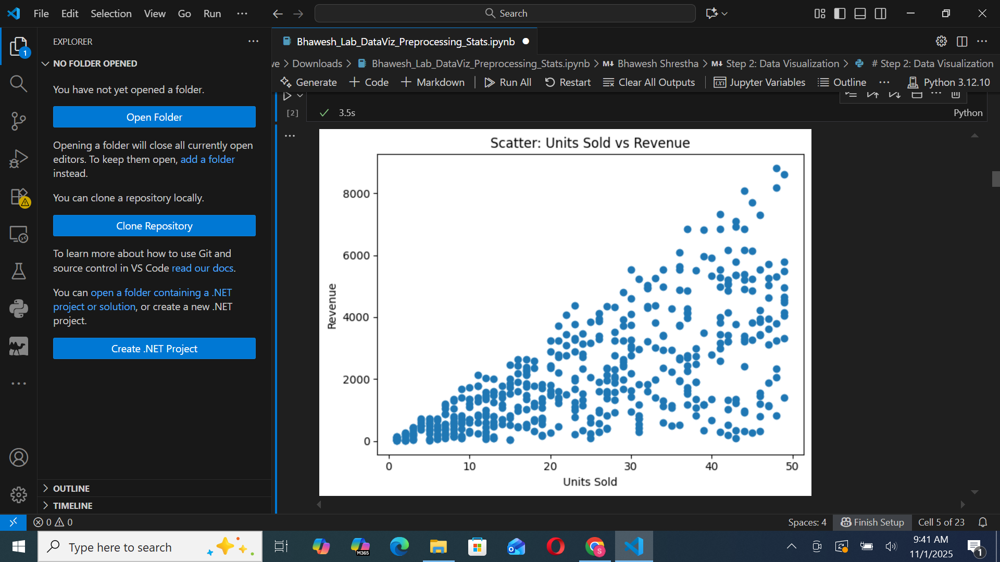 File Edit Selection View Go Run ···
Search
EXPLORER
NO FOLDER OPENED
You have not yet opened a folder.
Open Folder
Opening a folder will close all currently open
editors. To keep them open, add a folder
instead.
You can clone a repository locally.
Clone Repository
To learn more about how to use Git and
source control in VS Code read our docs.
You can open a folder containing a .NET
project or solution, or create a new .NET
project.
Create .NET Project
OUTLINE
TIMELINE
1
Bhawesh_Lab_DataViz_Preprocessing_Stats.ipynb
we > Downloads > Bhawesh_Lab_DataViz_Preprocessing_Stats.ipynb > M↓ Bhawesh Shrestha > M↓ Step 2: Data Visualization > # Step 2: Data Visualization
Generate + Code + Markdown | Run All Restart Clear All Outputs | Jupyter Variables Outline ··· Python 3.12.10
[2] 3.5s Python
Scatter: Units Sold vs Revenue
8000
6000
4000
2000
0
Revenue
0 10 20 30 40 50
Units Sold
0 0 Spaces: 4 Finish Setup Cell 5 of 23
Type here to search
M365
S
9:41 AM
11/1/2025
1